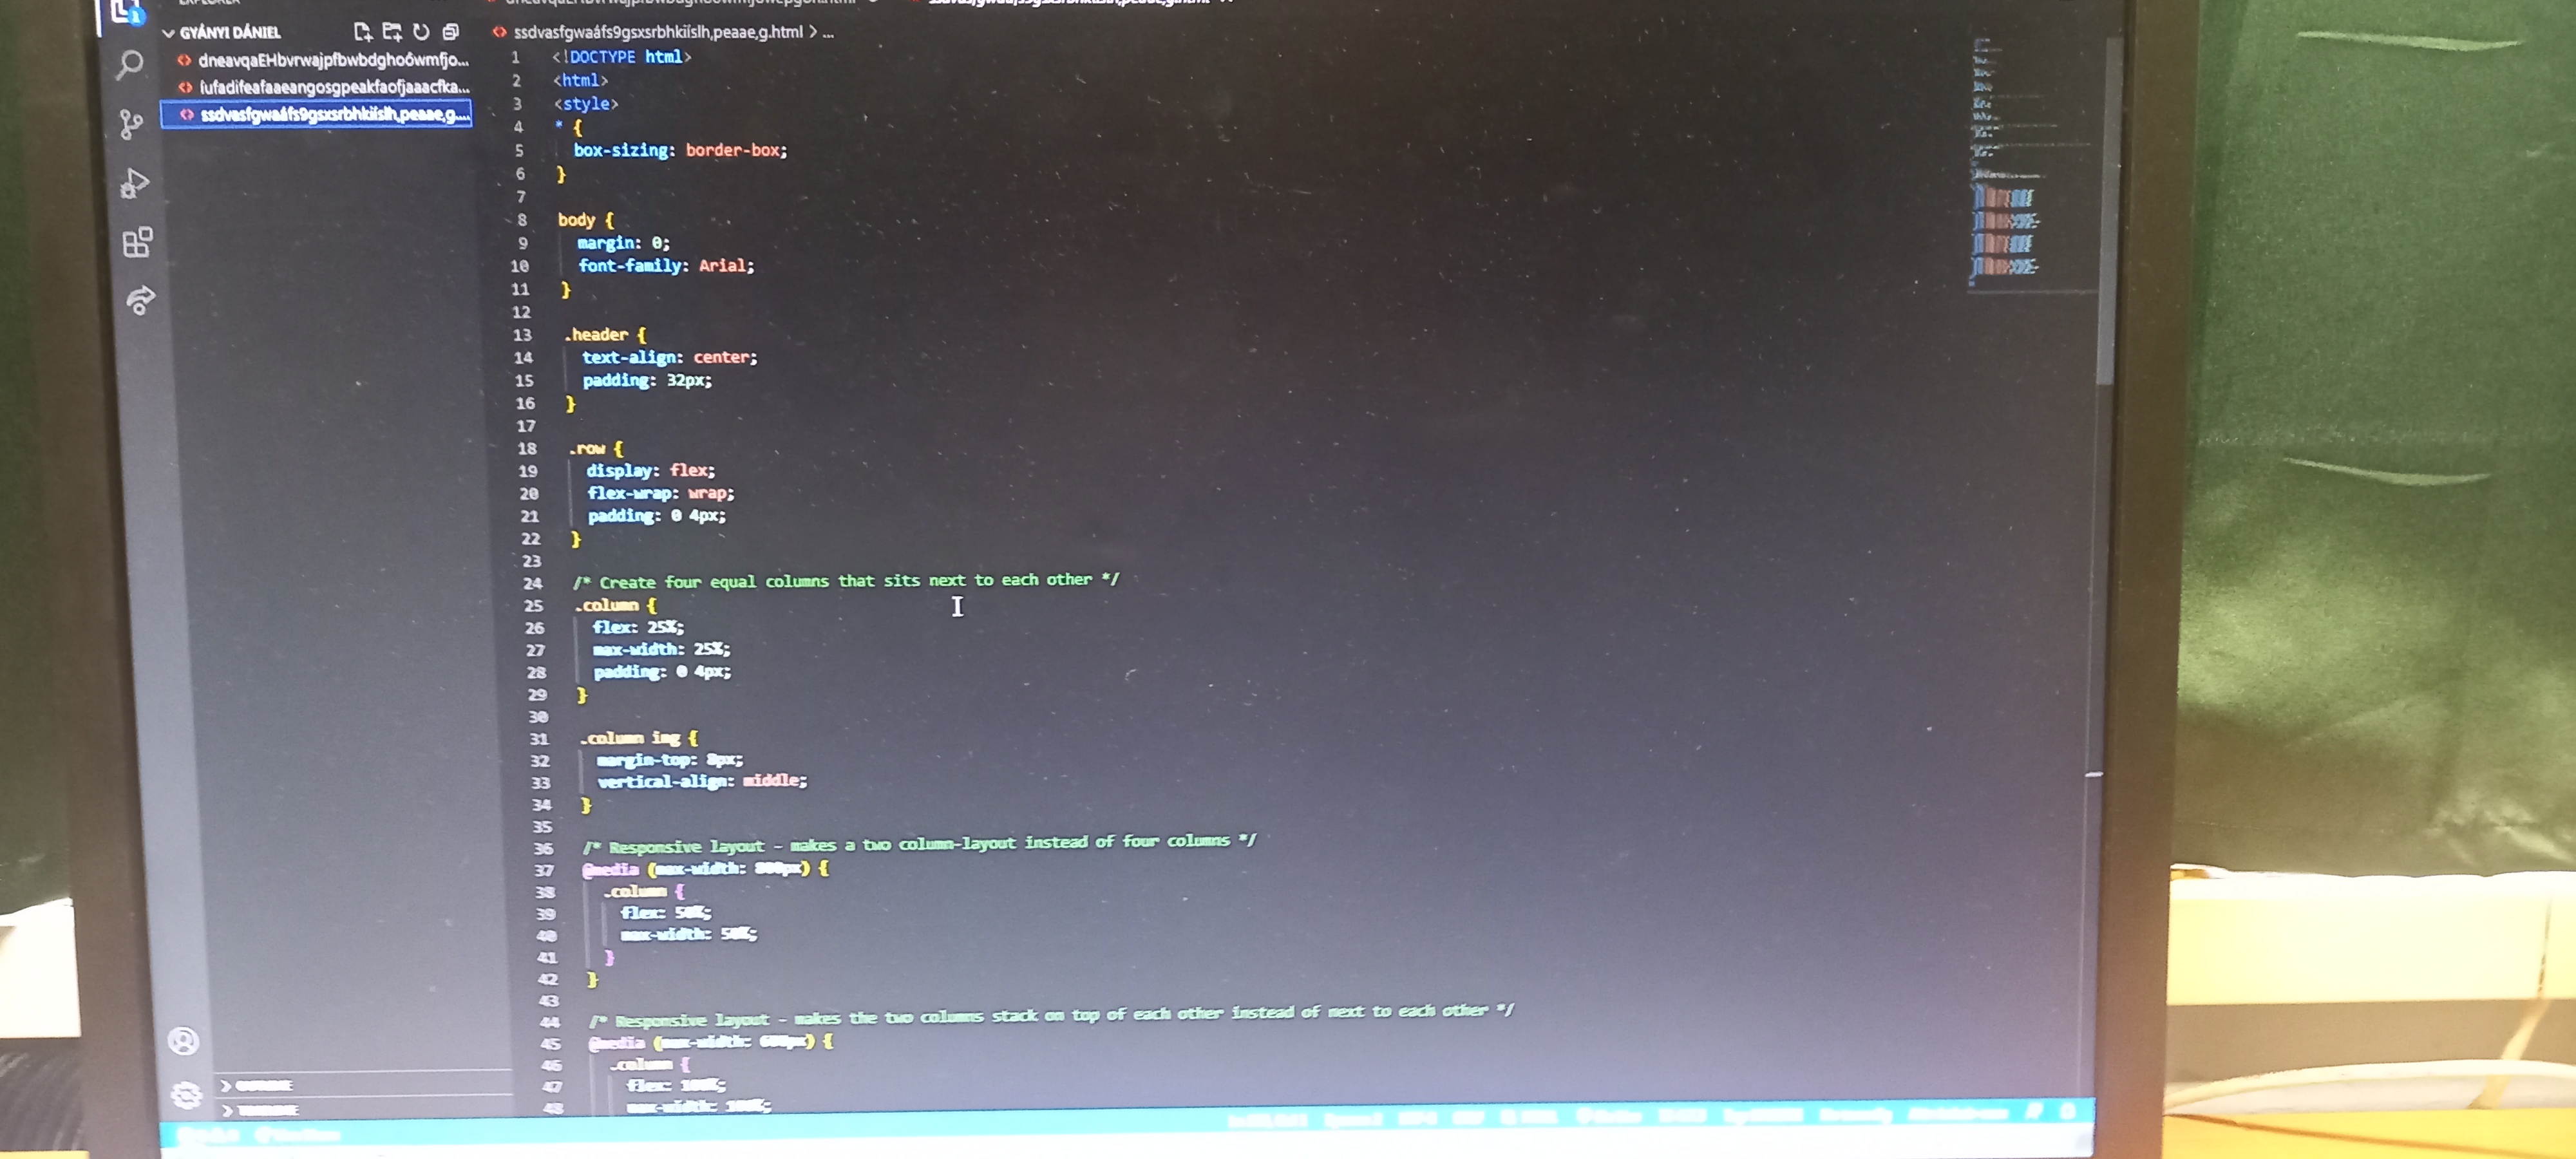 GYÁNYI DÁNIEL
ssdvasfgwaáfs9gsxsrbhkiíslh,peaae,g.html > ...
dneavqaEHbvrwajpfbwbdghoówmfjo...
ssdvasfgwaáfs9gsxsrbhkiíslh,peaae,g....
1 <!DOCTYPE html>
2 <html>
3 <style>
4 * {
5 box-sizing: border-box;
6 }
7
8 body {
9 margin: 0;
10 font-family: Arial;
11 }
12
13 .header {
14 text-align: center;
15 padding: 32px;
16 }
17
18 .row {
19 display: flex;
20 flex-wrap: wrap;
21 padding: 0 4px;
22 }
23
24 /* Create four equal columns that sits next to each other */
25 .column {
26 flex: 25%;
27 max-width: 25%;
28 padding: 0 4px;
29 }
30
31 .column img {
32 margin-top: 8px;
33 vertical-align: middle;
34 }
35
36 /* Responsive layout - makes a two column-layout instead of four columns */
37 @media (max-width: 800px) {
38 .column {
39 flex: 50%;
40 max-width: 50%;
41 }
42 }
43
44 /* Responsive layout - makes the two columns stack on top of each other instead of next to each other */
45 @media (max-width: 600px) {
46 .column {
47 flex: 100%;
48 max-width: 100%;
OUTLINE
TIMELINE